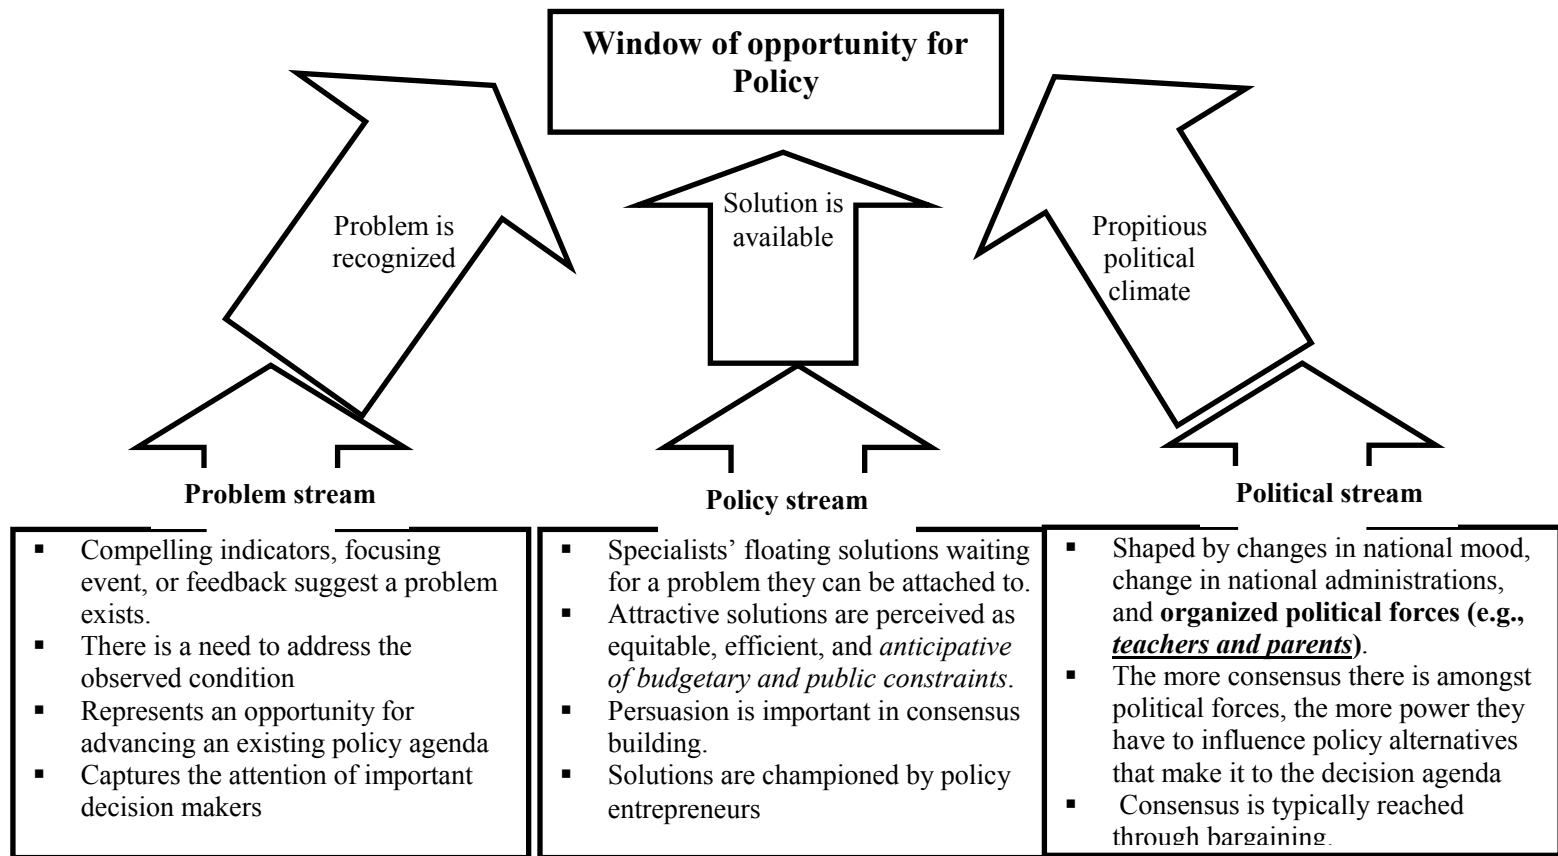 Window of opportunity for
Policy
Problem is
recognized
Solution is
available
Propitious
political
climate
Problem stream
Policy stream
Political stream
▪ Compelling indicators, focusing
event, or feedback suggest a problem
exists.
▪ There is a need to address the
observed condition
▪ Represents an opportunity for
advancing an existing policy agenda
▪ Captures the attention of important
decision makers
▪ Specialists’ floating solutions waiting
for a problem they can be attached to.
▪ Attractive solutions are perceived as
equitable, efficient, and anticipative
of budgetary and public constraints.
▪ Persuasion is important in consensus
building.
▪ Solutions are championed by policy
entrepreneurs
▪ Shaped by changes in national mood,
change in national administrations,
and organized political forces (e.g.,
teachers and parents).
▪ The more consensus there is amongst
political forces, the more power they
have to influence policy alternatives
that make it to the decision agenda
▪ Consensus is typically reached
through bargaining.